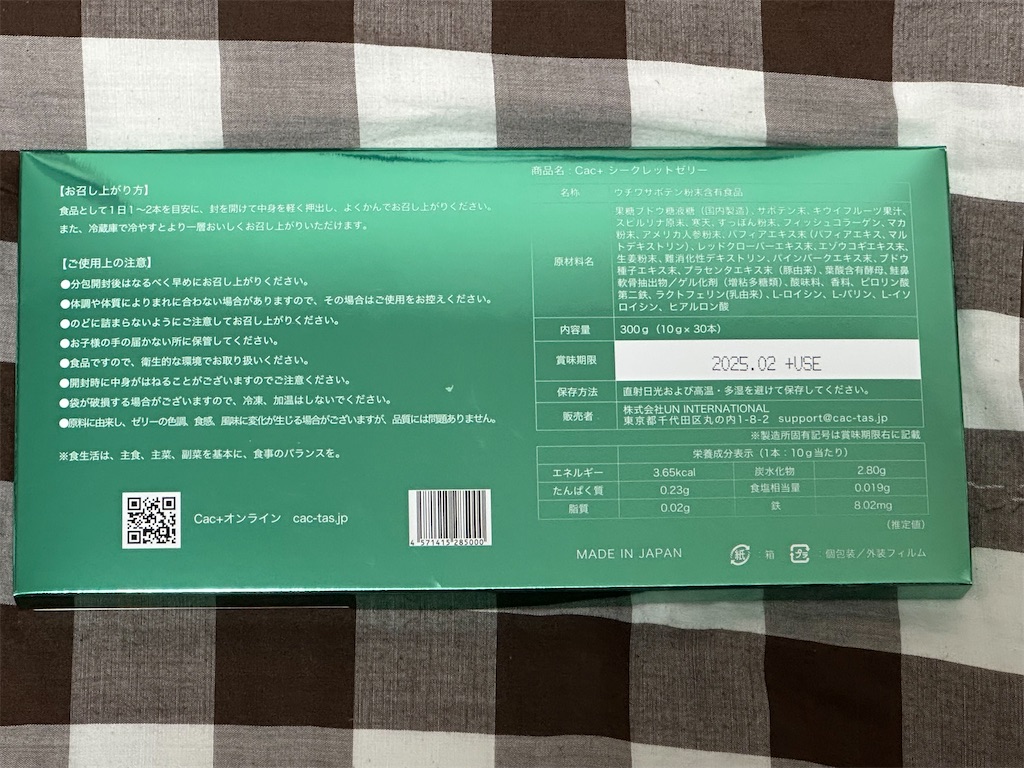 【お召し上がり方】
食品として1日1〜2本を目安に、封を開けて中身を軽く押出し、よくかんでお召し上がりください。
また、冷蔵庫で冷やすとより一層おいしくお召し上がりいただけます。
【ご使用上の注意】
●分包開封後はなるべく早めにお召し上がりください。
●体調や体質によりまれに合わない場合がありますので、その場合はご使用をお控えください。
●のどに詰まらないようにご注意してお召し上がりください。
●お子様の手の届かない所に保管してください。
●食品ですので、衛生的な環境でお取り扱いください。
●開封時に中身がはねることがございますのでご注意ください。
●袋が破損する場合がございますので、冷凍、加温はしないでください。
●原料に由来し、ゼリーの色調、食感、風味に変化が生じる場合がございますが、品質には問題ありません。
※食生活は、主食、主菜、副菜を基本に、食事のバランスを。
Cac+オンライン cac-tas.jp
4 571415 285000
商品名：Cac+ シークレットゼリー
名称 ウチワサボテン粉末含有食品
原材料名
果糖ブドウ糖液糖（国内製造）、サボテン末、キウイフルーツ果汁、
スピルリナ原末、寒天、すっぽん粉末、フィッシュコラーゲン、マカ
粉末、アメリカ人参粉末、パフィアエキス末（パフィアエキス、マル
トデキストリン）、レッドクローバーエキス末、エゾウコギエキス末、
生姜粉末、難消化性デキストリン、パインバークエキス末、ブドウ
種子エキス末、プラセンタエキス末（豚由来）、葉酸含有酵母、鮭鼻
軟骨抽出物／ゲル化剤（増粘多糖類）、酸味料、香料、ピロリン酸
第二鉄、ラクトフェリン(乳由来)、L-ロイシン、L-バリン、L-イソ
ロイシン、ヒアルロン酸
内容量 300g（10g×30本）
賞味期限 2025.02 +USE
保存方法 直射日光および高温・多湿を避けて保存してください。
販売者 株式会社UN INTERNATIONAL
東京都千代田区丸の内1-8-2 support@cac-tas.jp
※製造所固有記号は賞味期限右に記載
栄養成分表示（1本：10g当たり）
エネルギー 3.65kcal 炭水化物 2.80g
たんぱく質 0.23g 食塩相当量 0.019g
脂質 0.02g 鉄 8.02mg
（推定値）
MADE IN JAPAN 紙：箱 プラ：個包装／外装フィルム